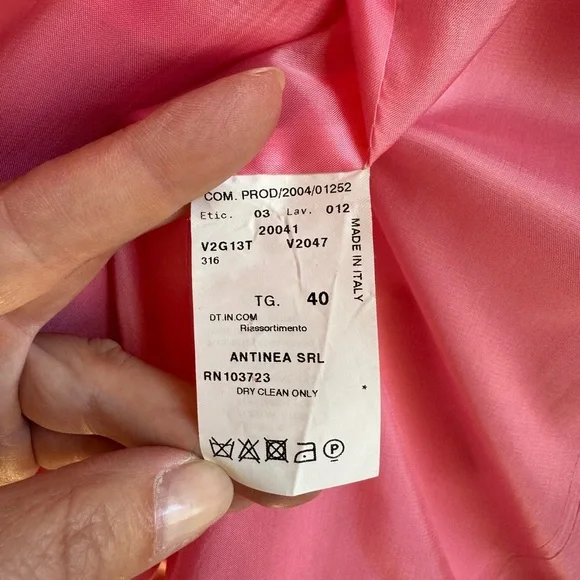 COM. PROD/2004/01252
Etic. 03 Lav. 012
20041
V2G13T V2047
316
MADE IN ITALY
TG. 40
DT.IN.COM
Riassortimento
ANTINEA SRL
RN103723
*
DRY CLEAN ONLY
P